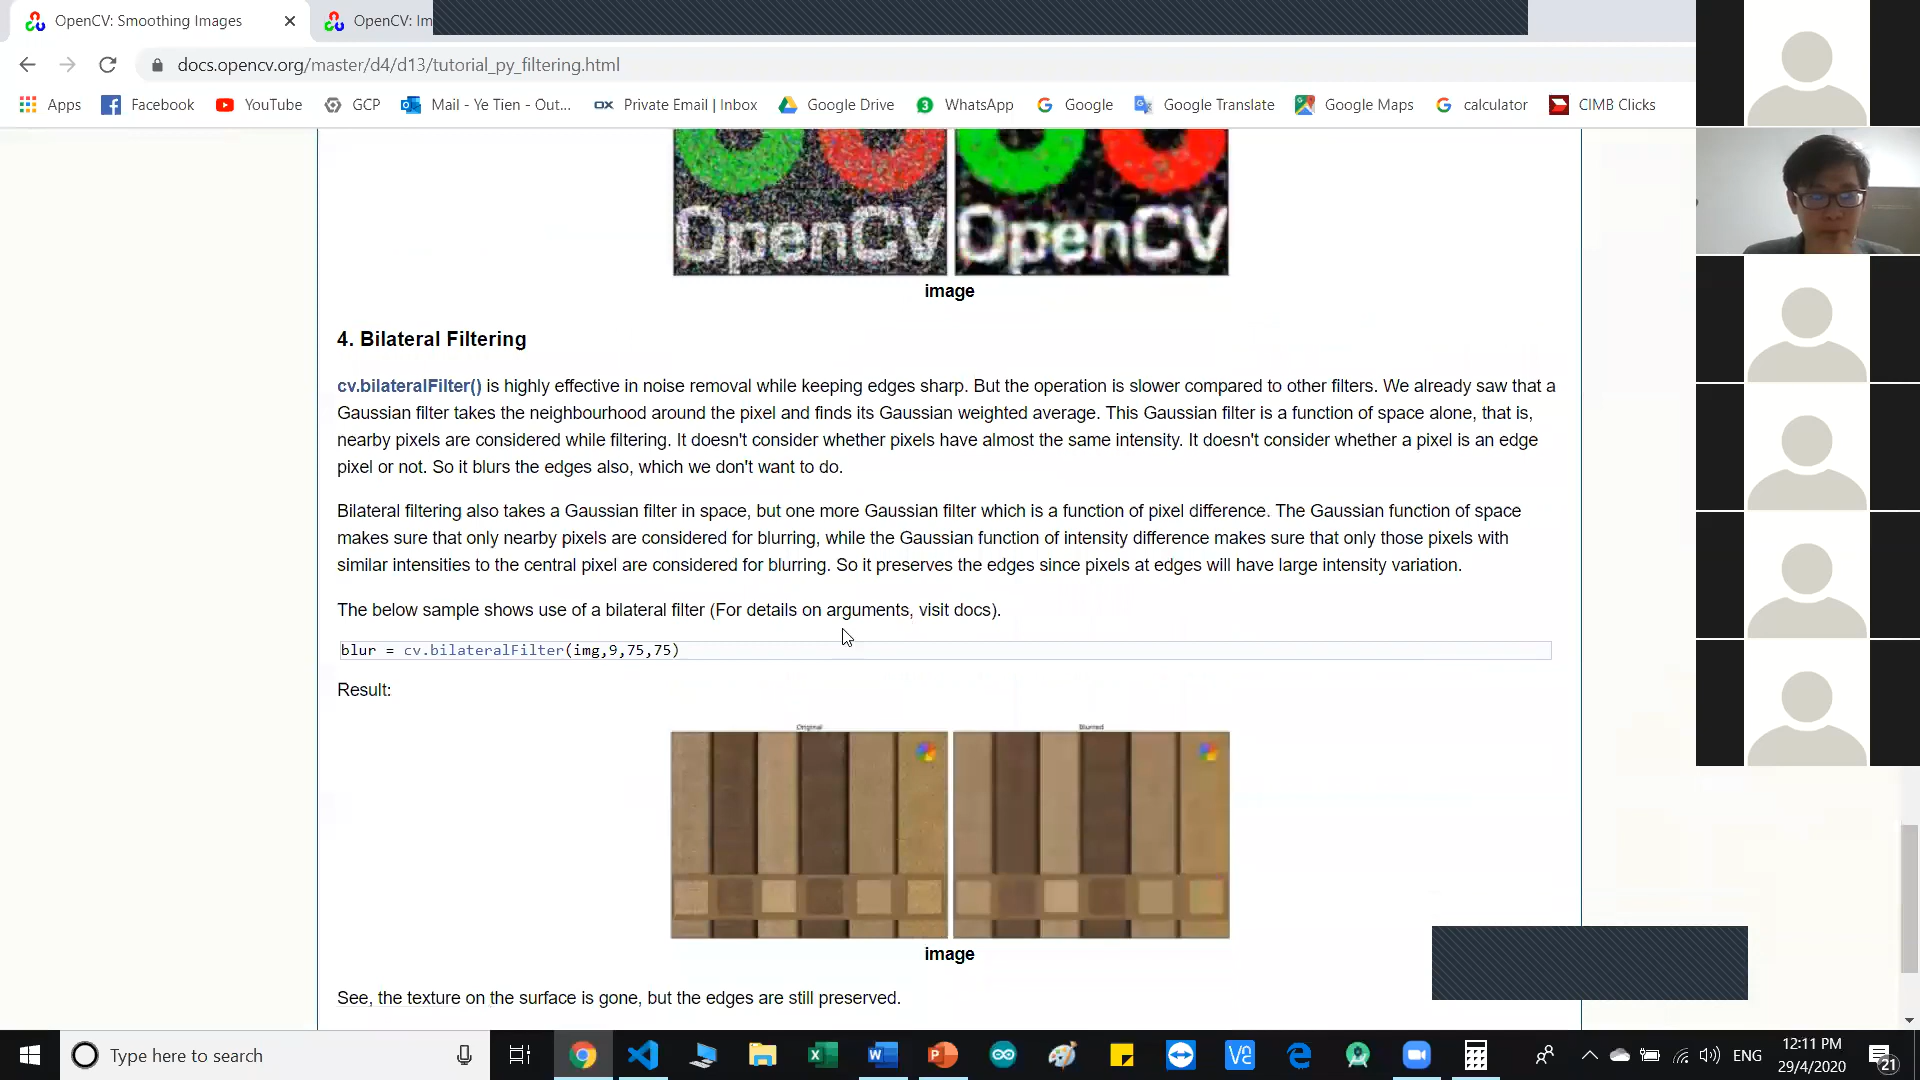 OpenCV: Smoothing Images
OpenCV: Im
docs.opencv.org/master/d4/d13/tutorial_py_filtering.html
Apps Facebook YouTube GCP Mail - Ye Tien - Out... Private Email | Inbox Google Drive WhatsApp Google Google Translate Google Maps calculator CIMB Clicks
OpenCV OpenCV
image
4. Bilateral Filtering
cv.bilateralFilter() is highly effective in noise removal while keeping edges sharp. But the operation is slower compared to other filters. We already saw that a
Gaussian filter takes the neighbourhood around the pixel and finds its Gaussian weighted average. This Gaussian filter is a function of space alone, that is,
nearby pixels are considered while filtering. It doesn't consider whether pixels have almost the same intensity. It doesn't consider whether a pixel is an edge
pixel or not. So it blurs the edges also, which we don't want to do.
Bilateral filtering also takes a Gaussian filter in space, but one more Gaussian filter which is a function of pixel difference. The Gaussian function of space
makes sure that only nearby pixels are considered for blurring, while the Gaussian function of intensity difference makes sure that only those pixels with
similar intensities to the central pixel are considered for blurring. So it preserves the edges since pixels at edges will have large intensity variation.
The below sample shows use of a bilateral filter (For details on arguments, visit docs).
blur = cv.bilateralFilter(img,9,75,75)
Result:
Original Blurred
image
See, the texture on the surface is gone, but the edges are still preserved.
Type here to search
ENG
12:11 PM
29/4/2020
21